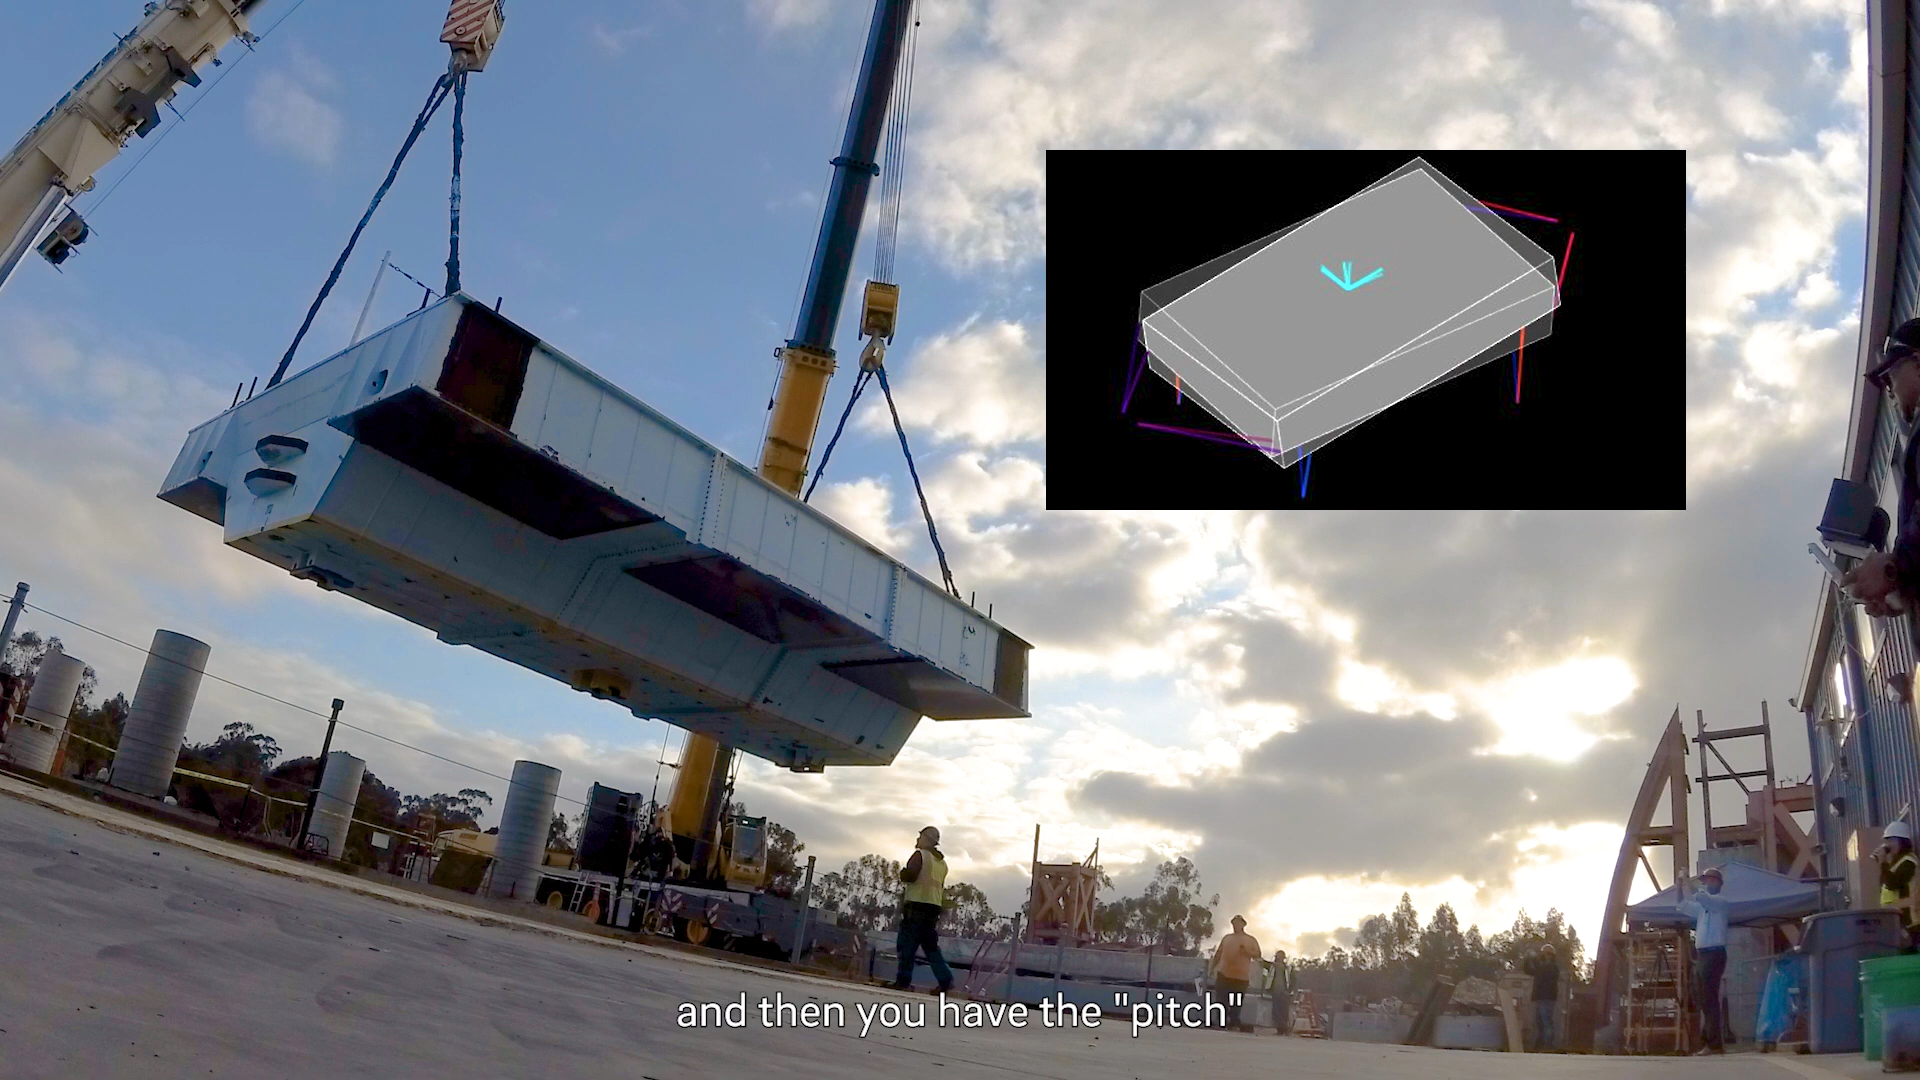 and then you have the "pitch"